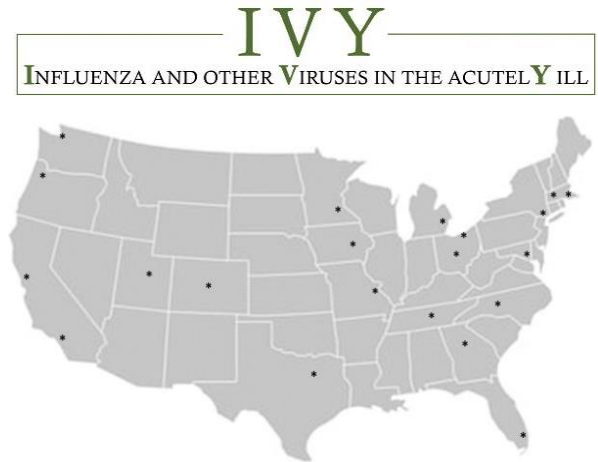 IVY
INFLUENZA AND OTHER VIRUSES IN THE ACUTELY ILL